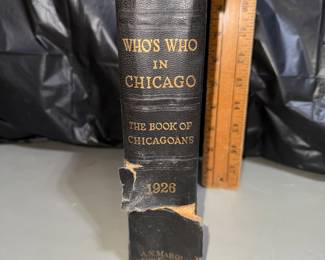 WHO'S WHO
IN
CHICAGO
THE BOOK OF
CHICAGOANS
1926